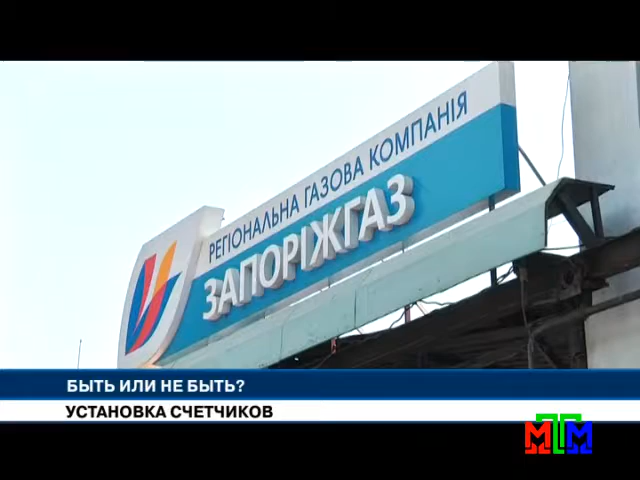 РЕГІОНАЛЬНА ГАЗОВА КОМПАНІЯ
ЗАПОРІЖГАЗ
БЫТЬ ИЛИ НЕ БЫТЬ?
УСТАНОВКА СЧЕТЧИКОВ
МТМ